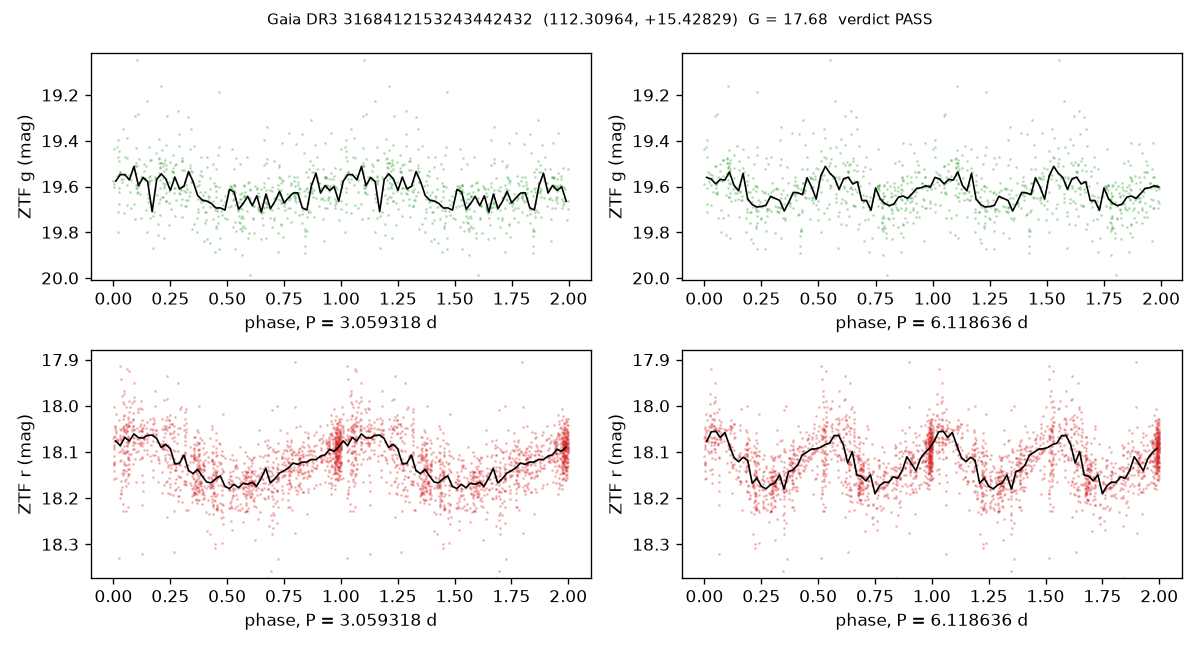 Gaia DR3 3168412153243442432 (112.30964, +15.42829) G = 17.68 verdict PASS
ZTF g (mag)
19.2
19.4
19.6
19.8
20.0
0.00 0.25 0.50 0.75 1.00 1.25 1.50 1.75 2.00
phase, P = 3.059318 d
ZTF g (mag)
19.2
19.4
19.6
19.8
20.0
0.00 0.25 0.50 0.75 1.00 1.25 1.50 1.75 2.00
phase, P = 6.118636 d
ZTF r (mag)
17.9
18.0
18.1
18.2
18.3
0.00 0.25 0.50 0.75 1.00 1.25 1.50 1.75 2.00
phase, P = 3.059318 d
ZTF r (mag)
17.9
18.0
18.1
18.2
18.3
0.00 0.25 0.50 0.75 1.00 1.25 1.50 1.75 2.00
phase, P = 6.118636 d